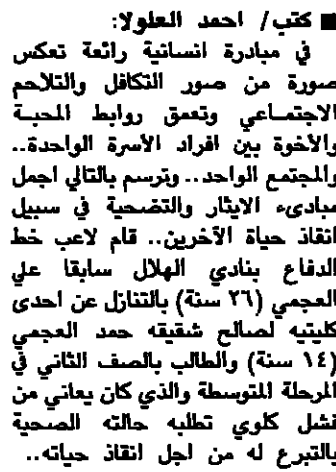 ■ كتب/ احمد العلولا:
في مبادرة انسانية رائعة تعكس
صورة من صور التكافل والتلاحم
الاجتماعي وتعمق روابط المحبة
والأخوة بين افراد الأسرة الواحدة..
والمجتمع الواحد.. وترسم بالتالي اجمل
مبادىء الايثار والتضحية في سبيل
انقاذ حياة الآخرين.. قام لاعب خط
الدفاع بنادي الهلال سابقا علي
العجمي (٢٦ سنة) بالتنازل عن احدى
كليتيه لصالح شقيقه حمد العجمي
(١٤ سنة) والطالب بالصف الثاني في
المرحلة المتوسطة والذي كان يعاني من
فشل كلوي تطلبه حالته الصحية
للتبرع له من اجل انقاذ حياته..